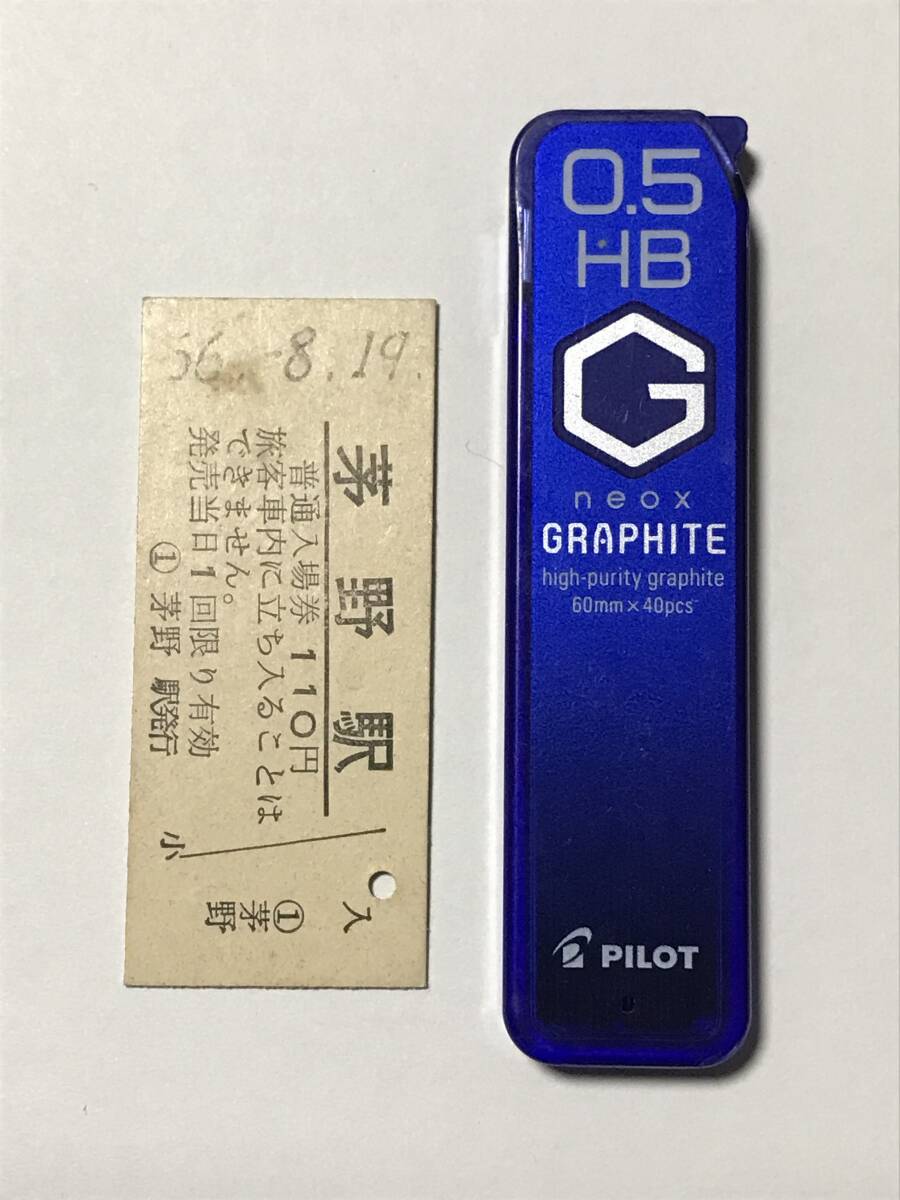 56.-8.19.
茅野駅
普通入場券 110円
旅客車内に立ち入ることは
できません。
発売当日1回限り有効
① 茅野 駅発行
小
入
① 茅野
0.5
HB
G
neox
GRAPHITE
high-purity graphite
60mm×40pcs
PILOT